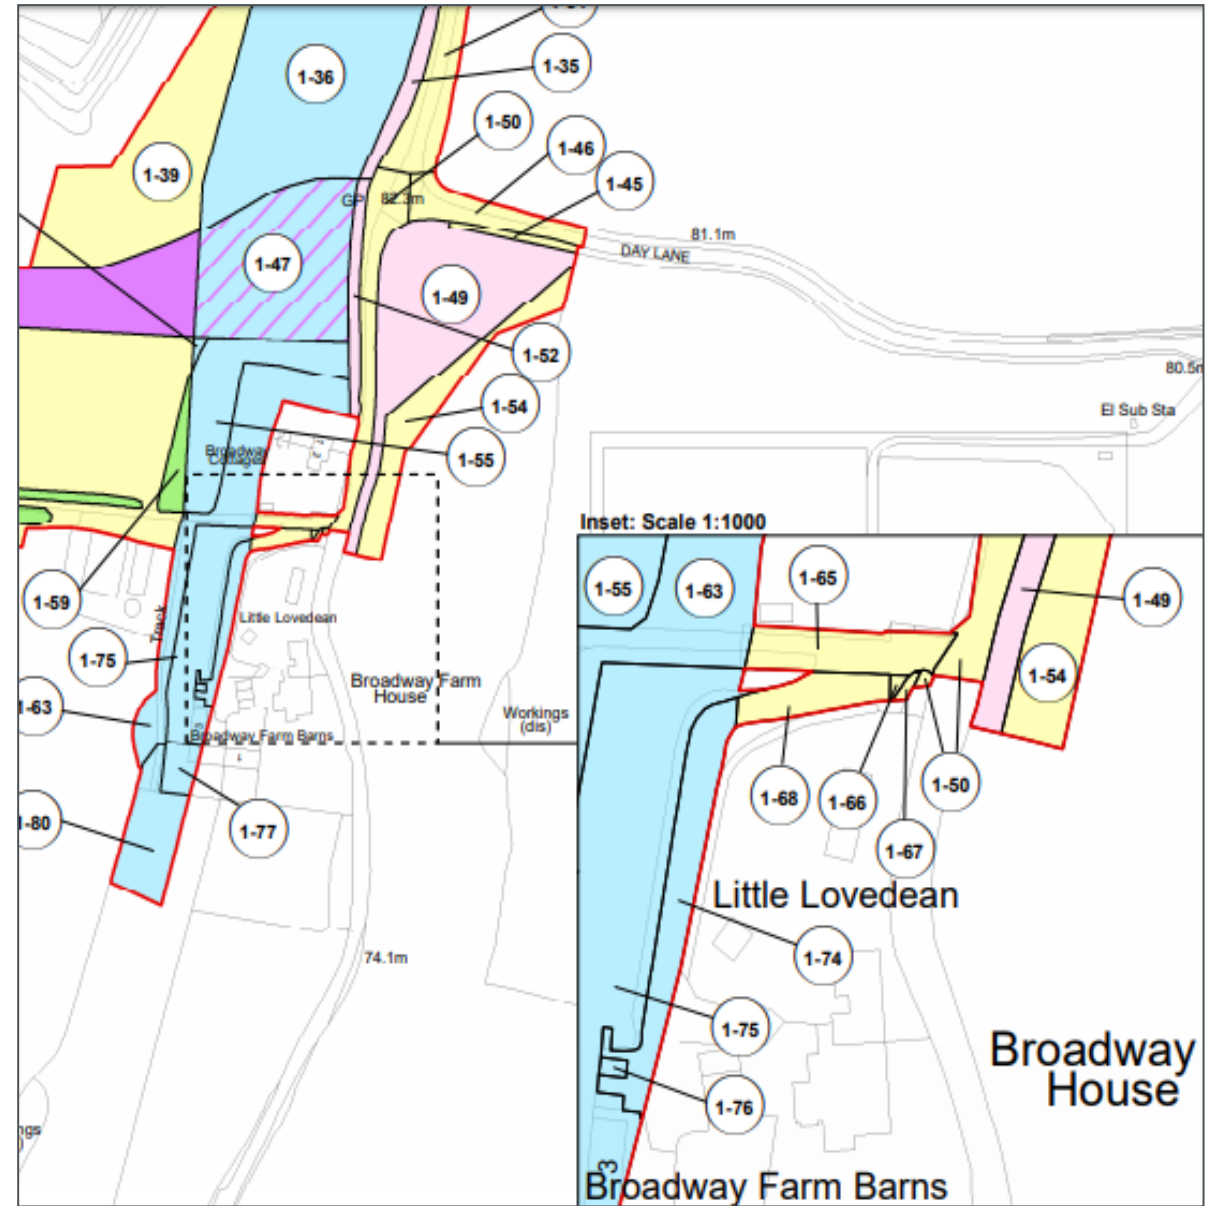 1-36
1-35
1-50
1-46
1-39
1-45
GP
82.3m
81.1m
DAY LANE
1-47
1-49
1-52
80.5m
1-54
El Sub Sta
Broadway
Cottages
1-55
Inset: Scale 1:1000
1-59
Track
Little Lovedean
1-75
Broadway Farm
House
1-63
Workings
(dis)
Broadway Farm Barns
1
1-80
1-77
74.1m
1-55
1-63
1-65
1-49
1-54
1-68
1-66
1-50
1-67
Little Lovedean
1-74
1-75
Broadway
House
1-76
3
Broadway Farm Barns